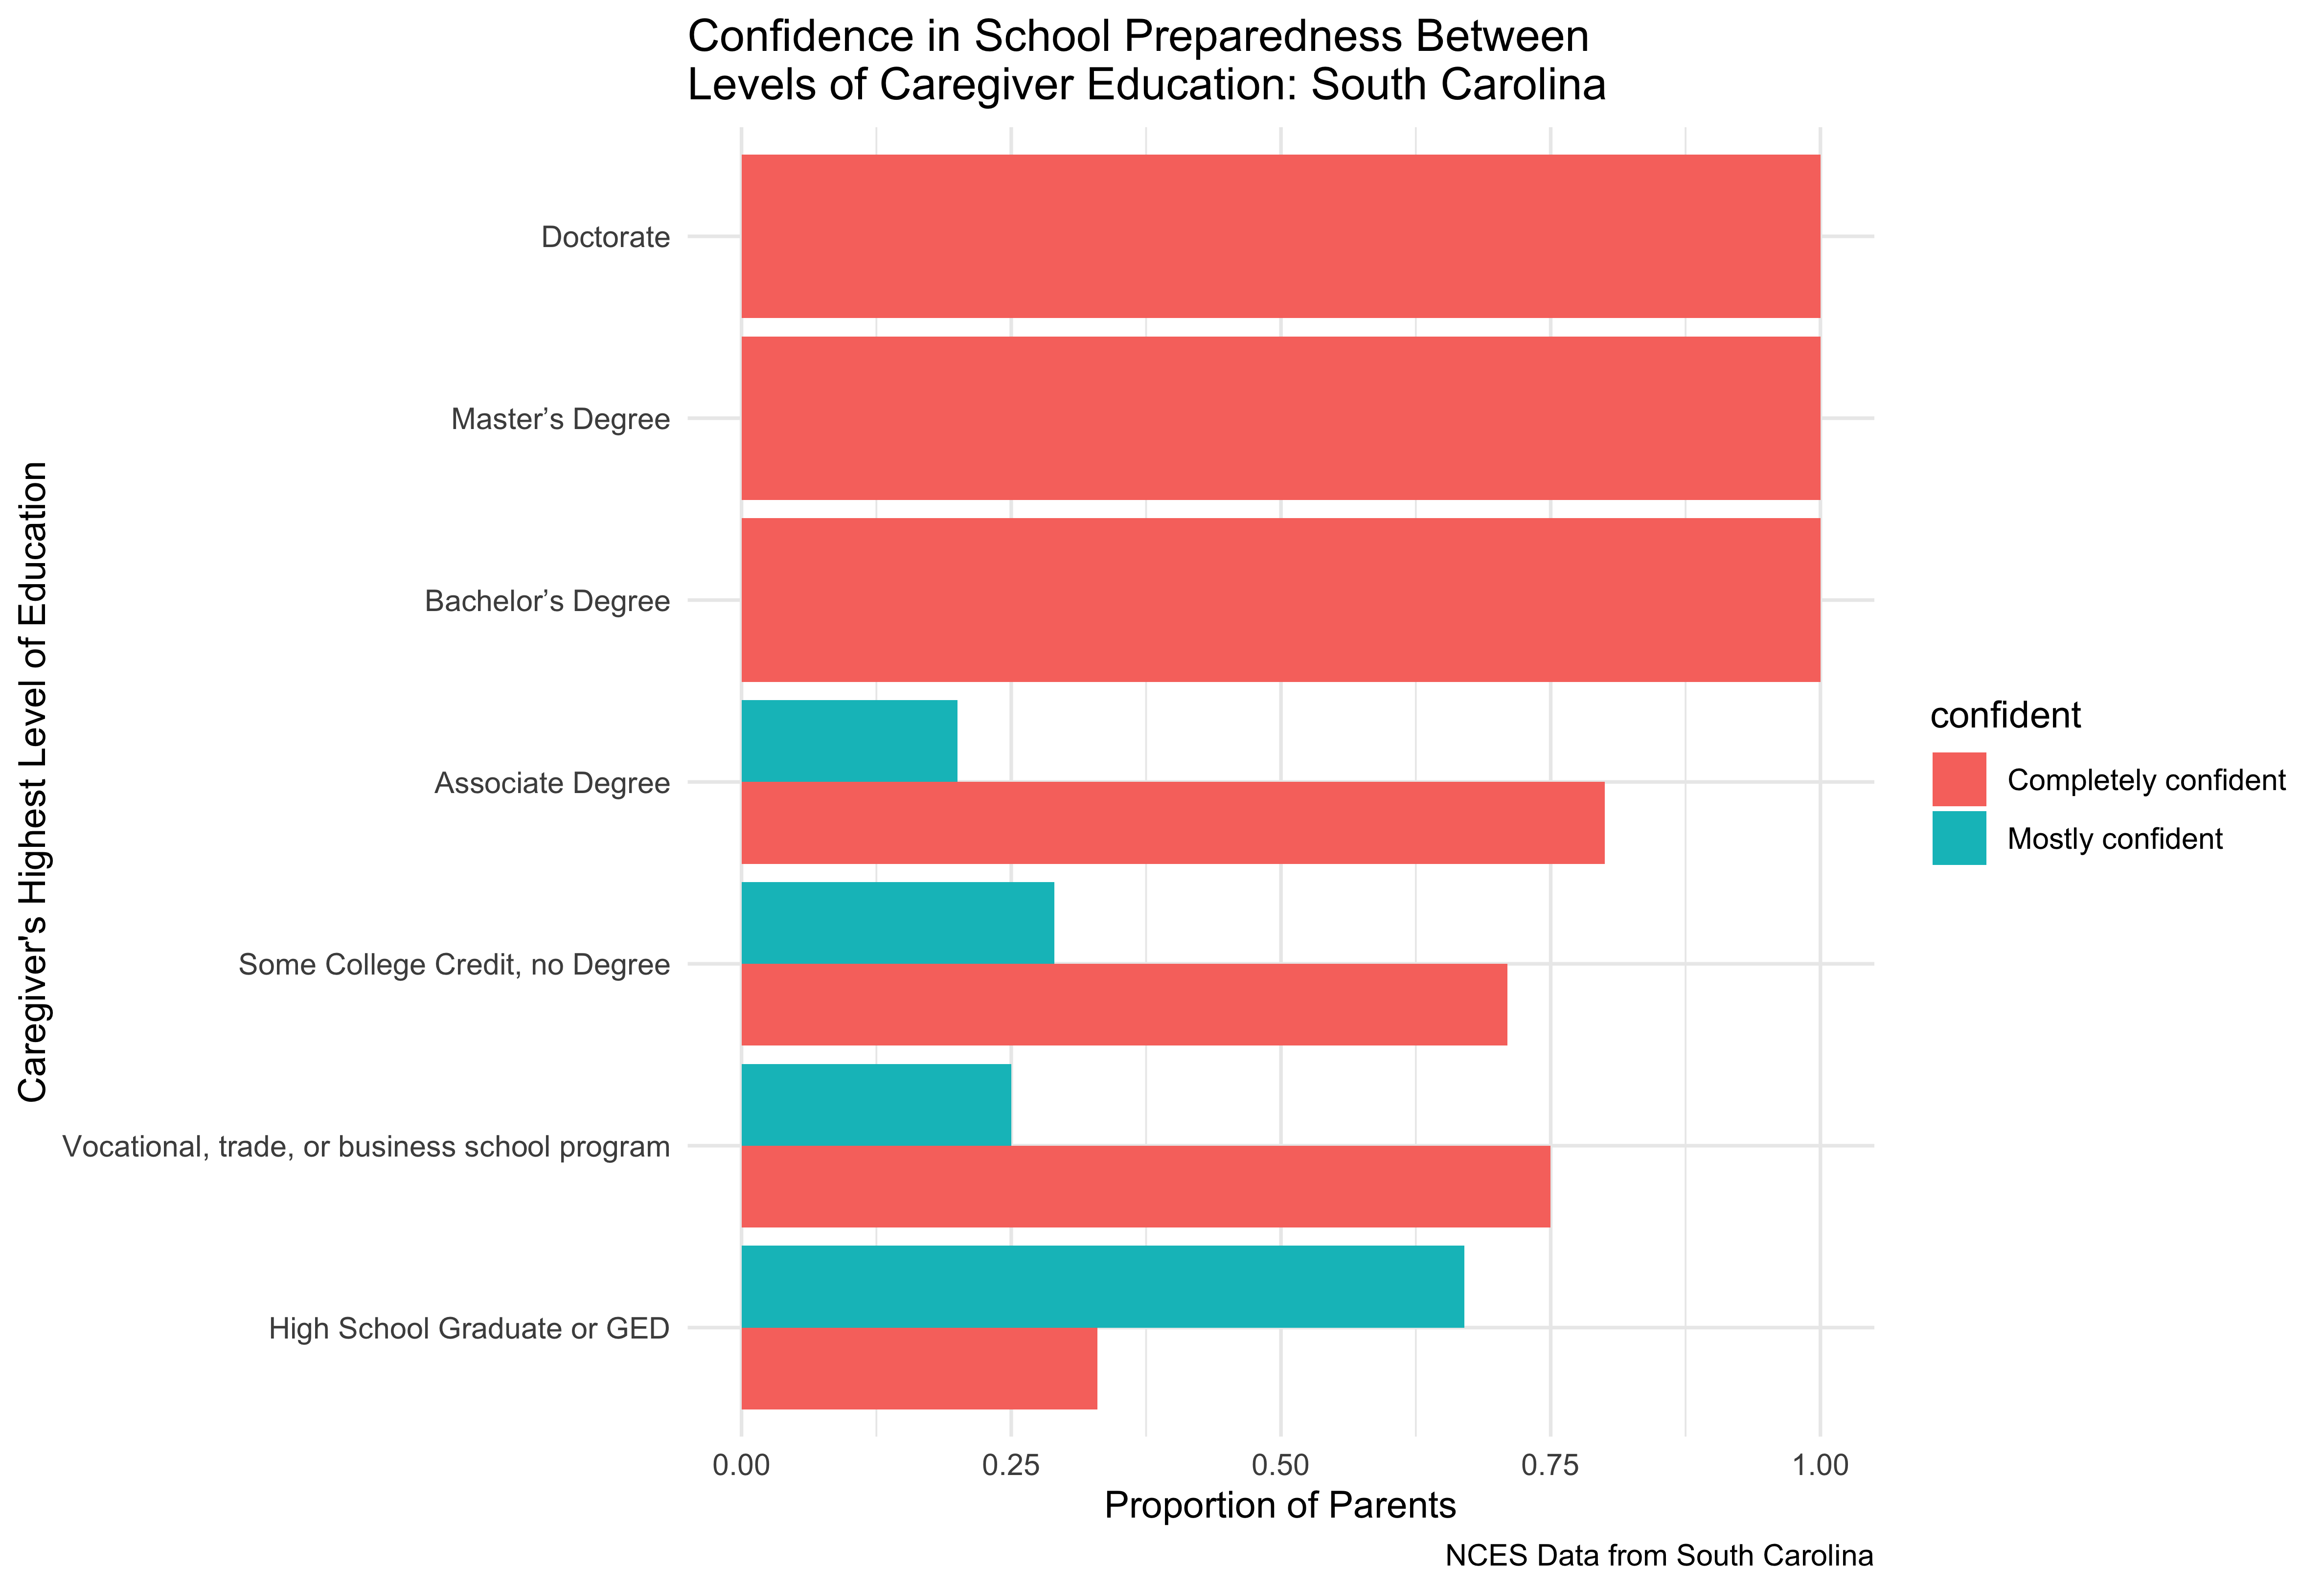 Confidence in School Preparedness Between
Levels of Caregiver Education: South Carolina
Caregiver's Highest Level of Education
Doctorate
Master’s Degree
Bachelor’s Degree
Associate Degree
Some College Credit, no Degree
Vocational, trade, or business school program
High School Graduate or GED
0.00 0.25 0.50 0.75 1.00
Proportion of Parents
confident
Completely confident
Mostly confident
NCES Data from South Carolina